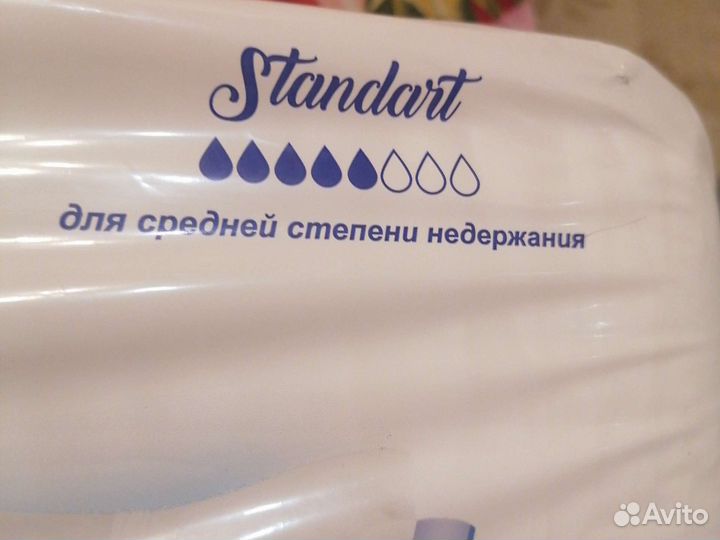 Standart
для средней степени недержания
Avito